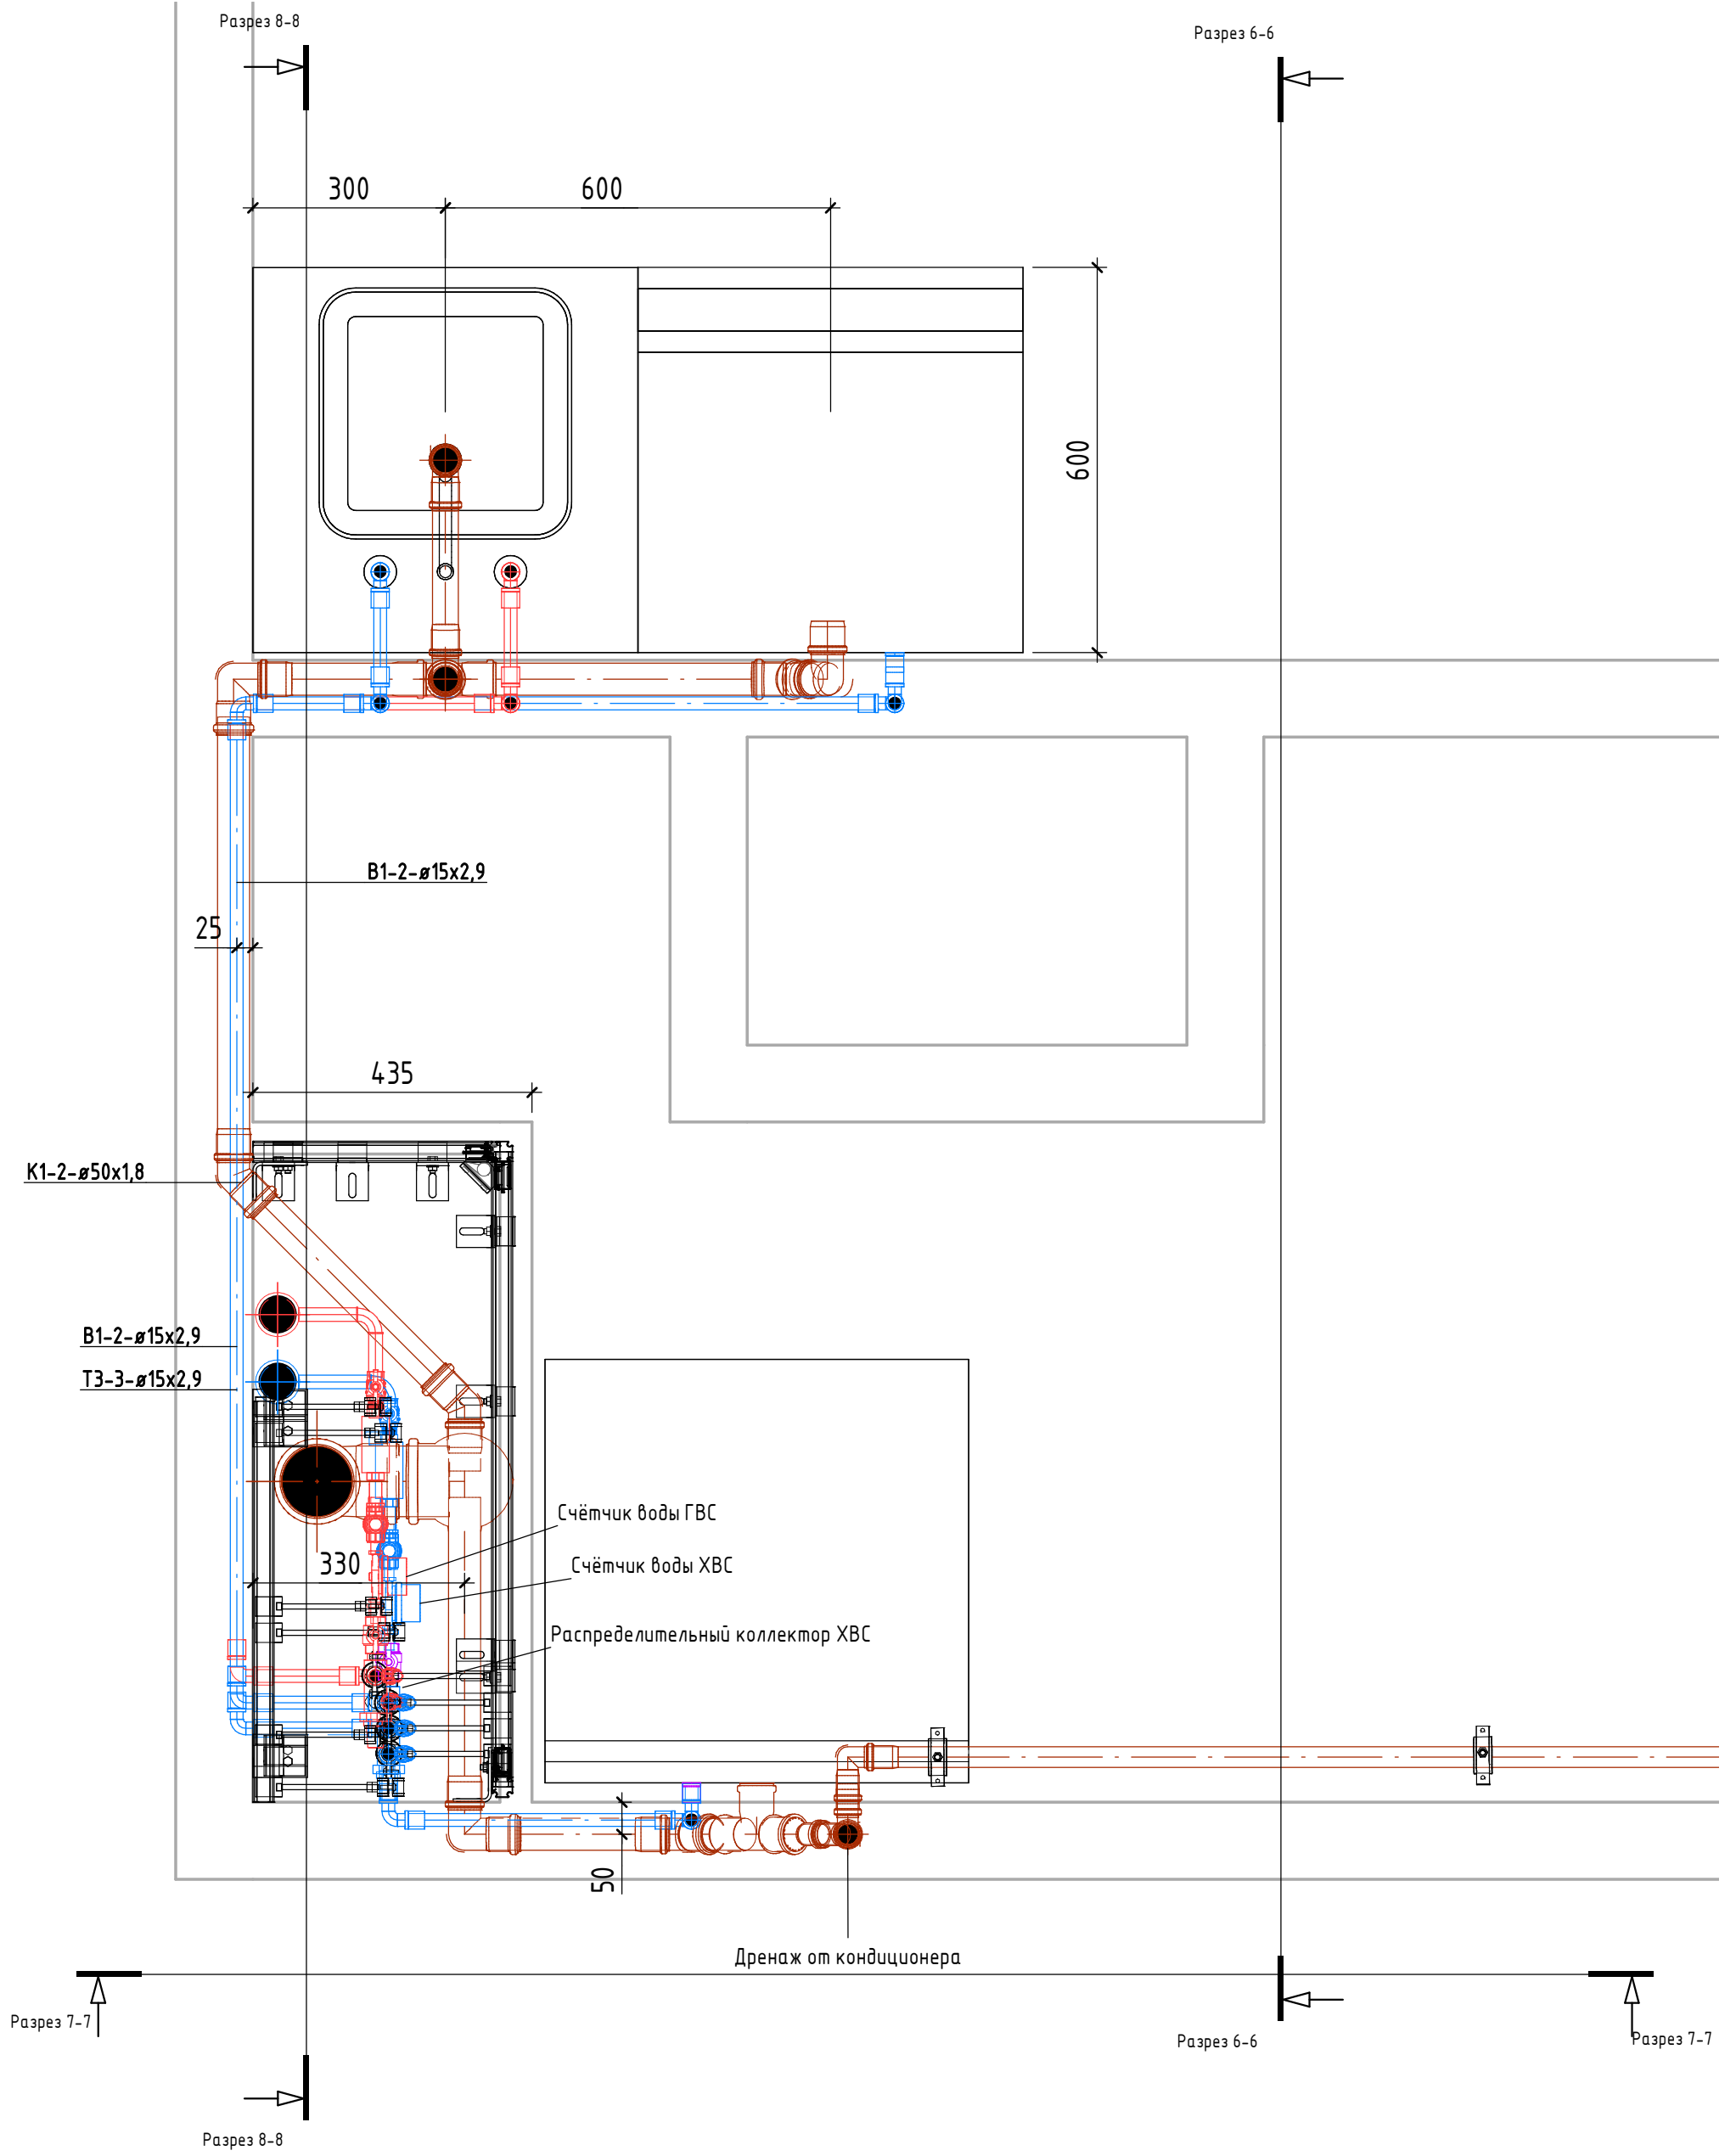 Разрез 8-8
Разрез 6-6
300
600
600
В1-2-ø15х2,9
25
435
К1-2-ø50х1,8
В1-2-ø15х2,9
Т3-3-ø15х2,9
Счётчик воды ГВС
330
Счётчик воды ХВС
Распределительный коллектор ХВС
50
Дренаж от кондиционера
Разрез 7-7
Разрез 6-6
Разрез 7-7
Разрез 8-8